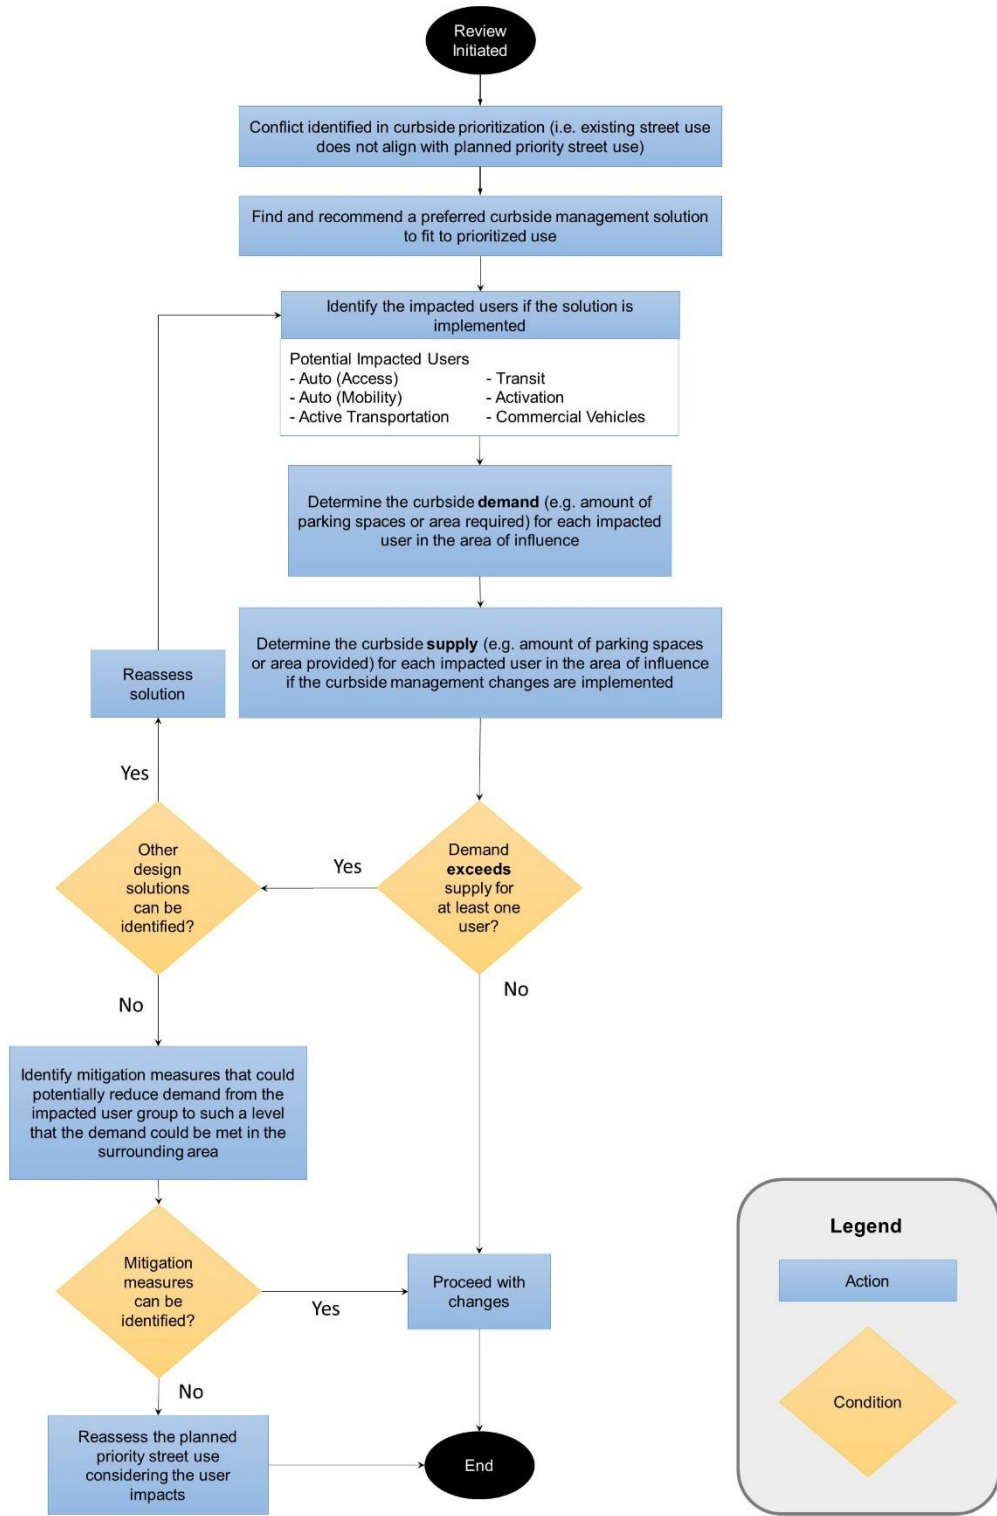 Review
Initiated
Conflict identified in curbside prioritization (i.e. existing street use
does not align with planned priority street use)
Find and recommend a preferred curbside management solution
to fit to prioritized use
Identify the impacted users if the solution is
implemented
Potential Impacted Users
- Auto (Access)
- Auto (Mobility)
- Active Transportation
- Transit
- Activation
- Commercial Vehicles
Determine the curbside demand (e.g. amount of
parking spaces or area required) for each impacted
user in the area of influence
Determine the curbside supply (e.g. amount of parking spaces
or area provided) for each impacted user in the area of influence
if the curbside management changes are implemented
Reassess
solution
Yes
Other
design
solutions
can be
identified?
Yes
Demand
exceeds
supply for
at least one
user?
No
No
Identify mitigation measures that could
potentially reduce demand from the
impacted user group to such a level
that the demand could be met in the
surrounding area
Mitigation
measures
can be
identified?
Yes
Proceed with
changes
No
Reassess the planned
priority street use
considering the user
impacts
End
Legend
Action
Condition